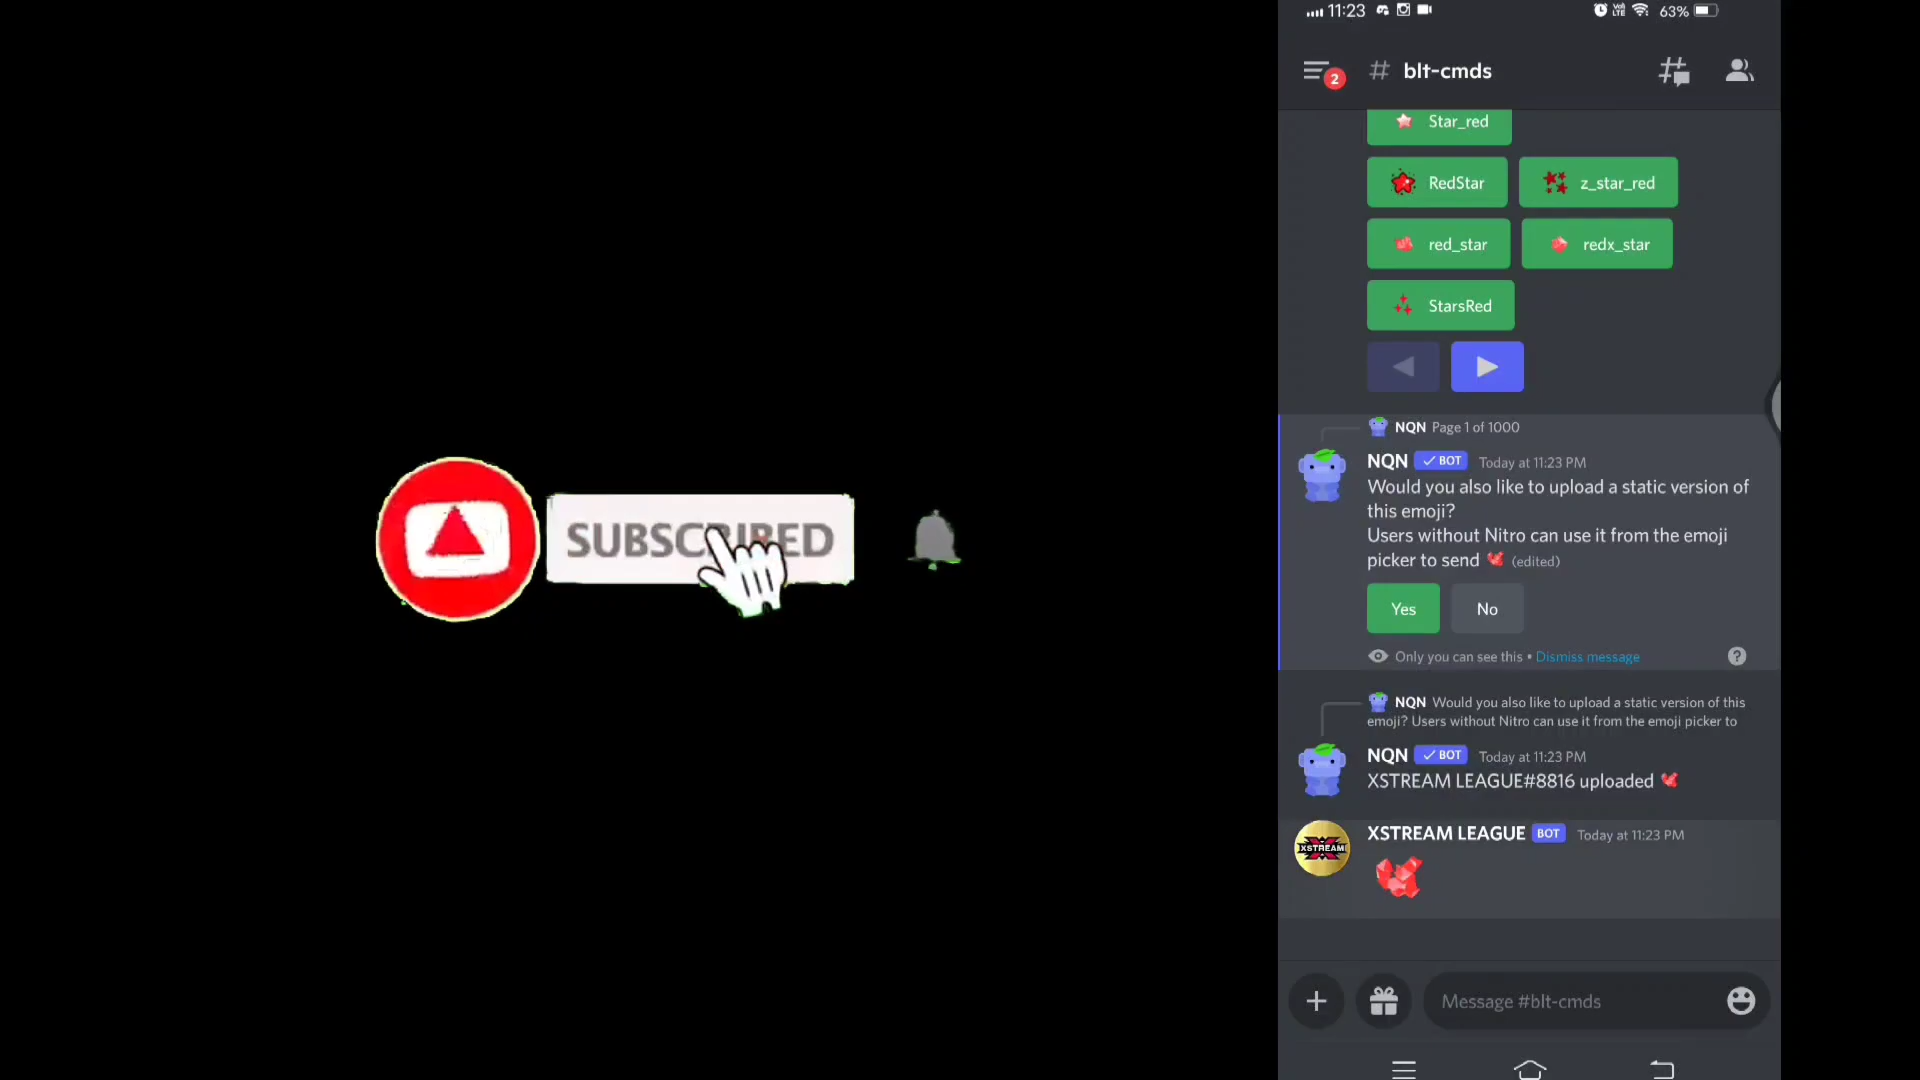 11:23
VoI LTE
63%
2
# blt-cmds
Star_red
RedStar
z_star_red
red_star
redx_star
StarsRed
NQN Page 1 of 1000
NQN ✓ BOT Today at 11:23 PM
Would you also like to upload a static version of
this emoji?
Users without Nitro can use it from the emoji
picker to send (edited)
Yes
No
Only you can see this • Dismiss message
?
NQN Would you also like to upload a static version of this
emoji? Users without Nitro can use it from the emoji picker to
NQN ✓ BOT Today at 11:23 PM
XSTREAM LEAGUE#8816 uploaded
XSTREAM LEAGUE BOT Today at 11:23 PM
XSTREAM
Message #blt-cmds
SUBSCRIBED